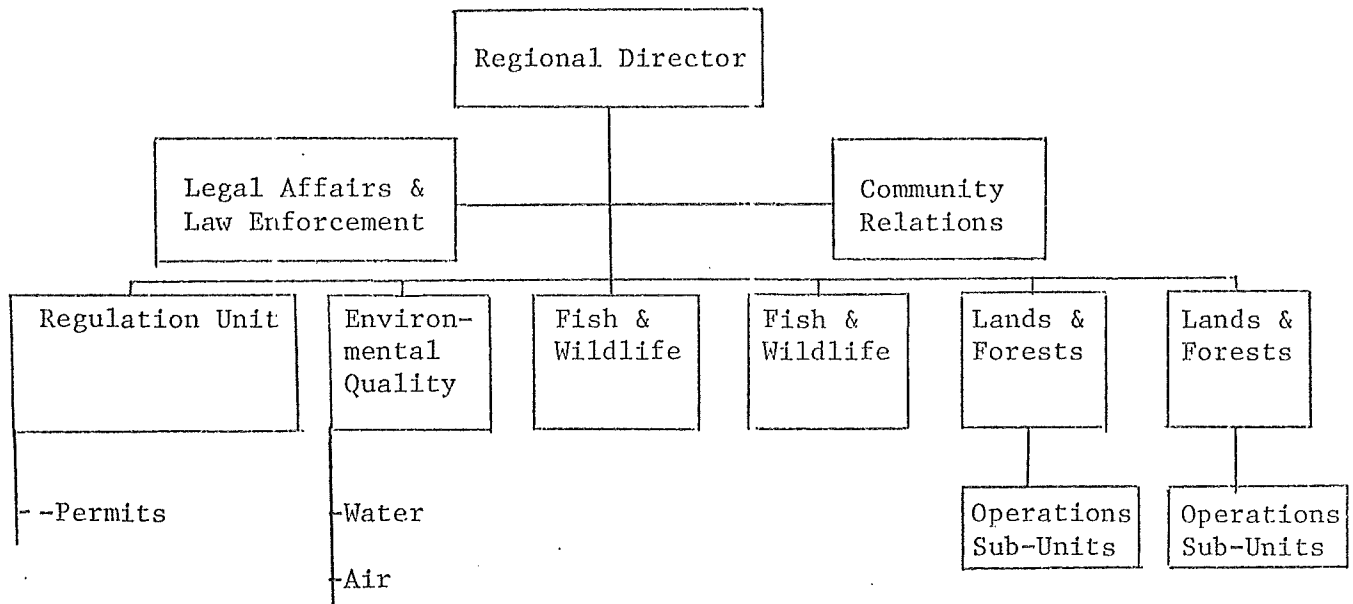 Regional Director
Legal Affairs &
Law Enforcement
Community
Relations
Regulation Unit
Environ-
mental
Quality
Fish &
Wildlife
Fish &
Wildlife
Lands &
Forests
Lands &
Forests
--Permits
-Water
-Air
Operations
Sub-Units
Operations
Sub-Units